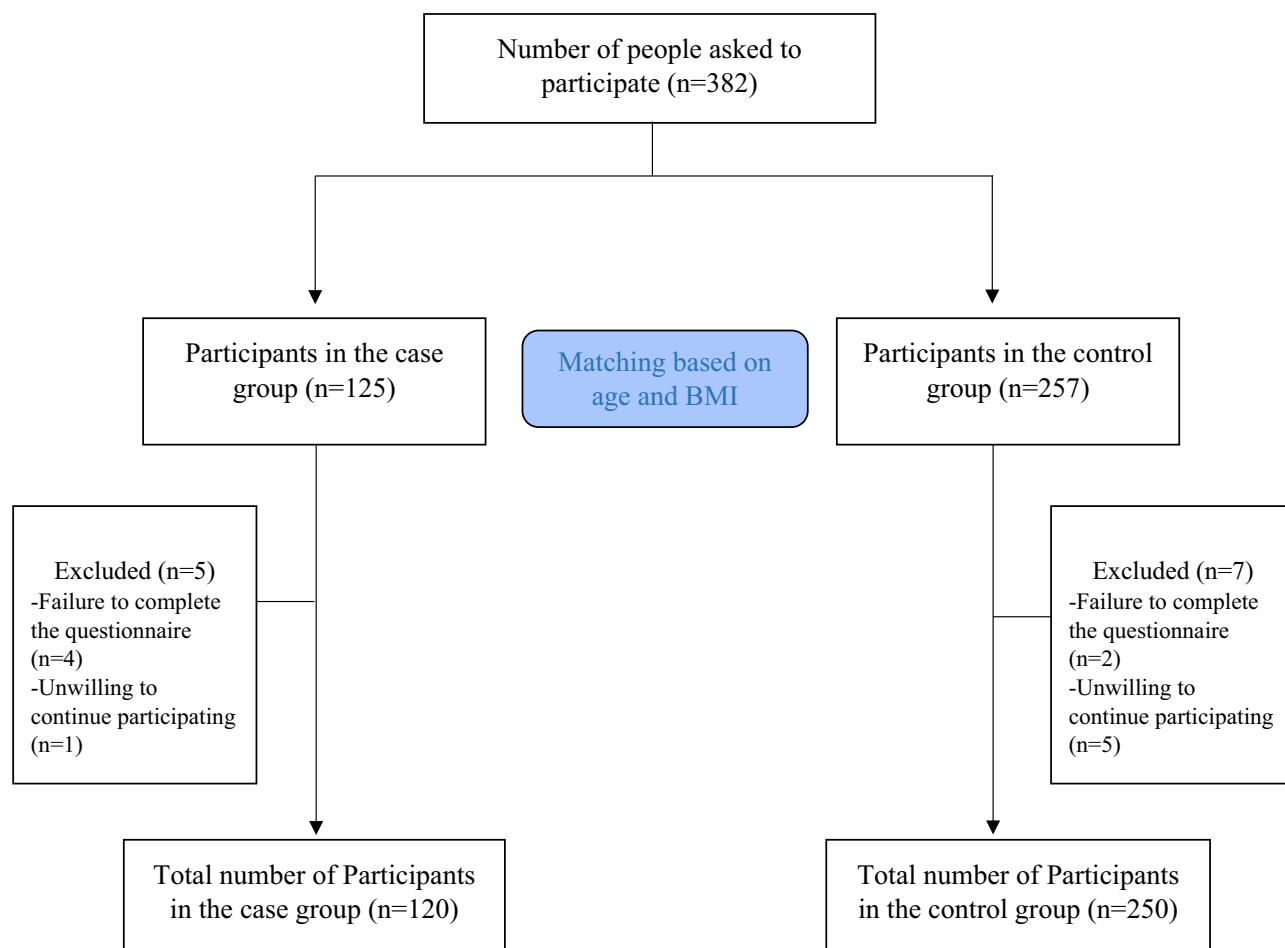 Number of people asked to
participate (n=382)
Participants in the case
group (n=125)
Matching based on
age and BMI
Participants in the control
group (n=257)
Excluded (n=5)
-Failure to complete
the questionnaire
(n=4)
-Unwilling to
continue participating
(n=1)
Excluded (n=7)
-Failure to complete
the questionnaire
(n=2)
-Unwilling to
continue participating
(n=5)
Total number of Participants
in the case group (n=120)
Total number of Participants
in the control group (n=250)